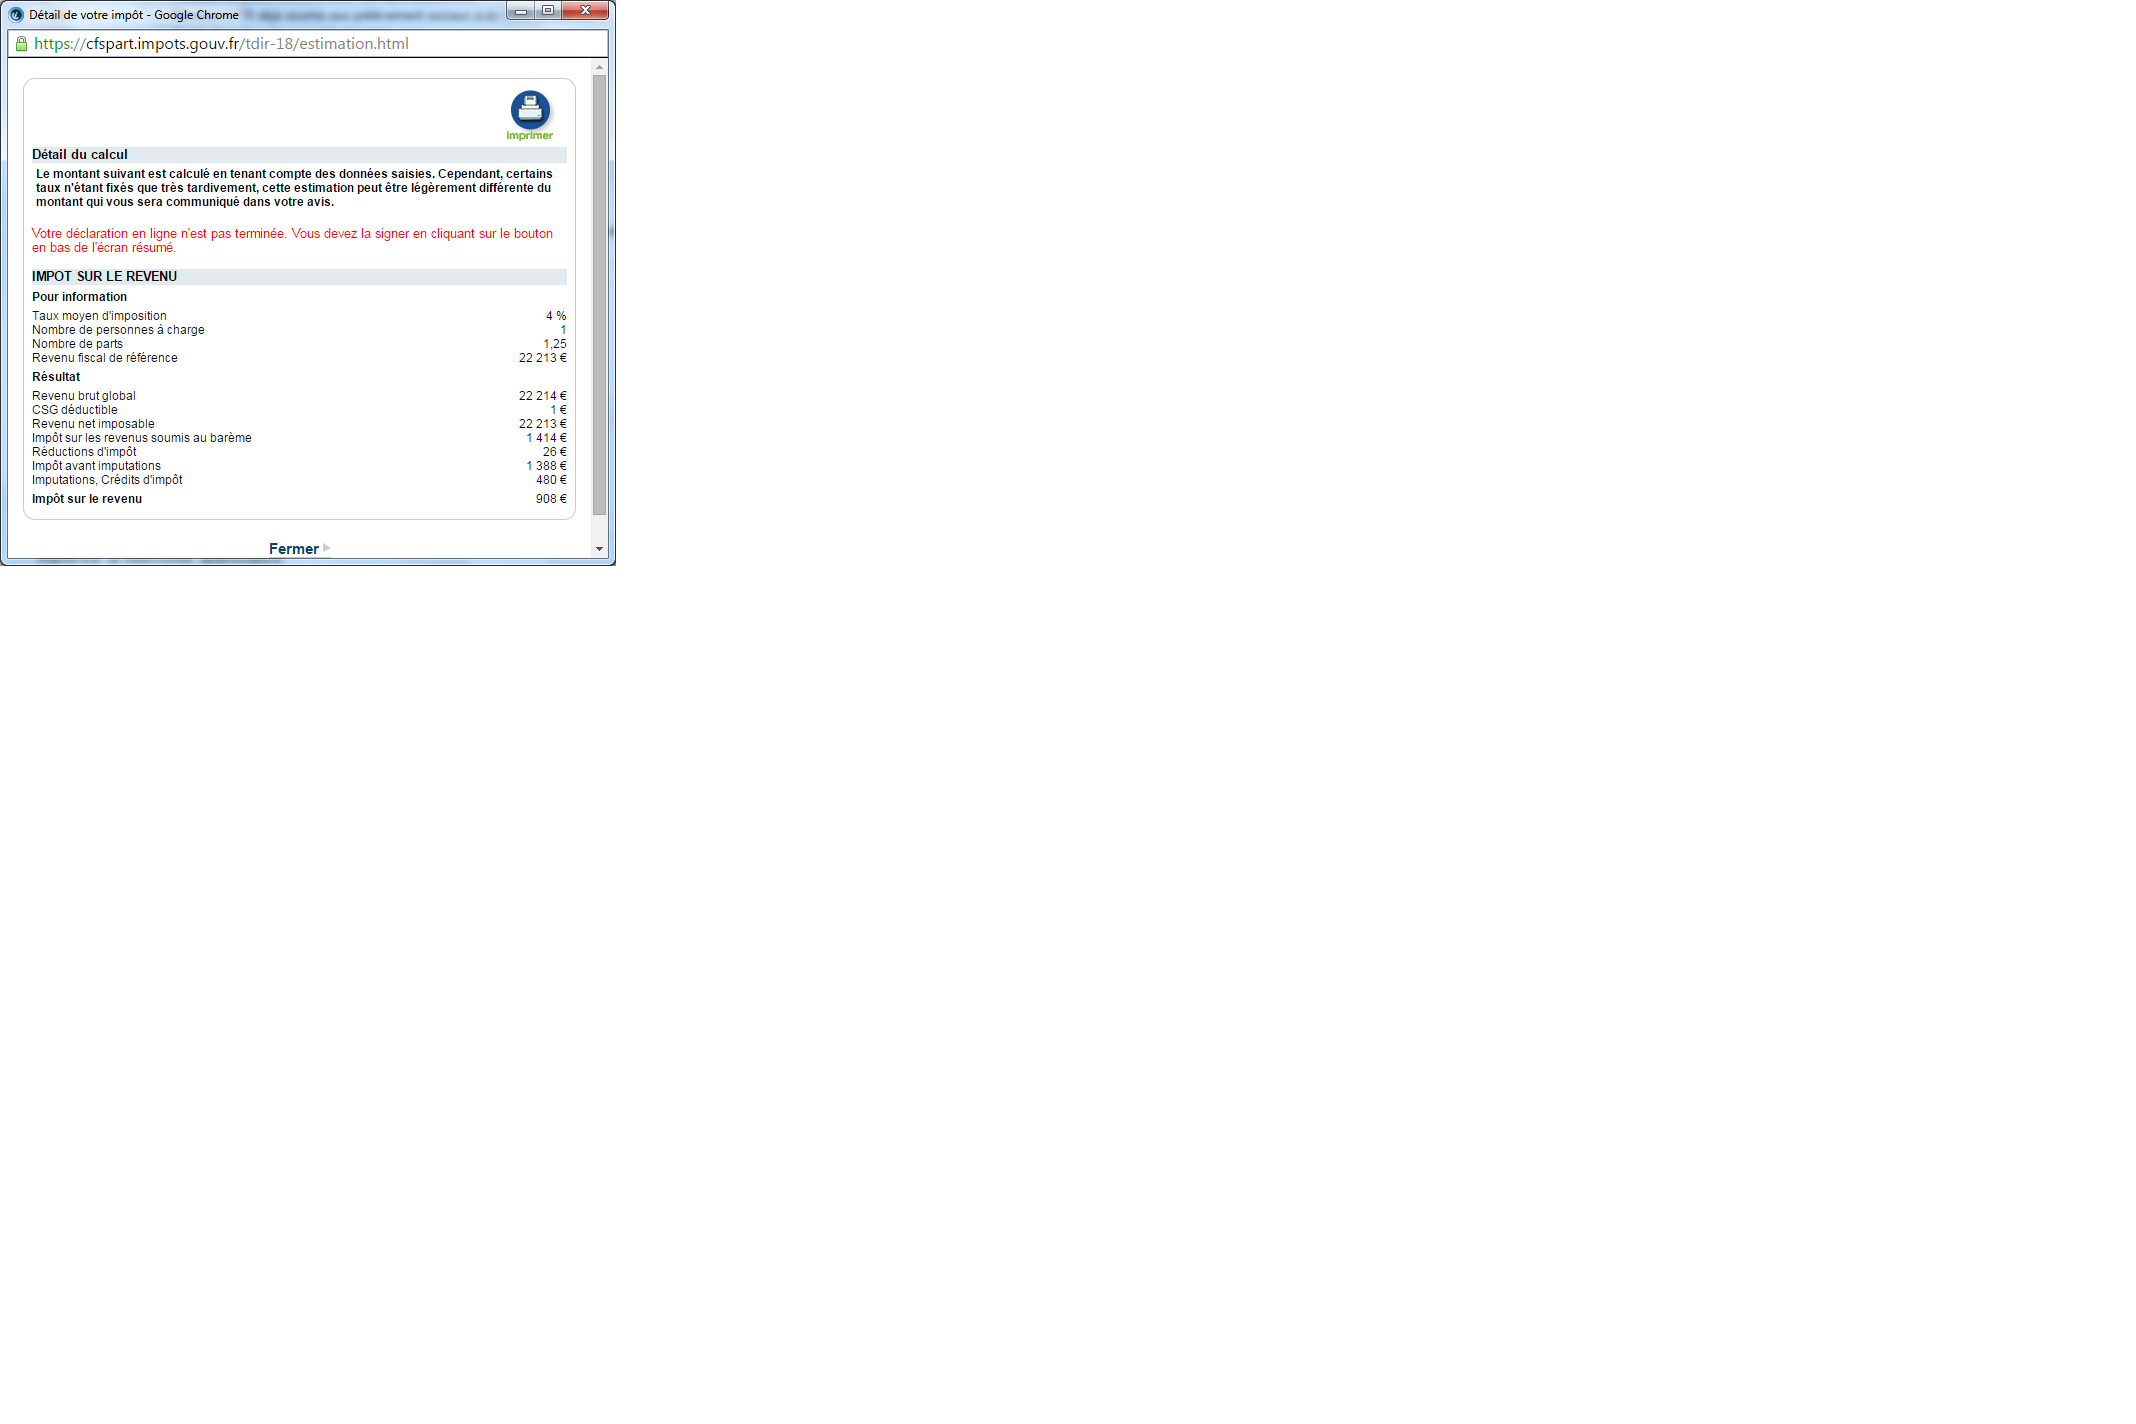 Détail de votre impôt - Google Chrome
https://cfspart.impots.gouv.fr/tdir-18/estimation.html
imprimer
Détail du calcul
Le montant suivant est calculé en tenant compte des données saisies. Cependant, certains
taux n'étant fixés que très tardivement, cette estimation peut être légèrement différente du
montant qui vous sera communiqué dans votre avis.
Votre déclaration en ligne n'est pas terminée. Vous devez la signer en cliquant sur le bouton
en bas de l'écran résumé.
IMPOT SUR LE REVENU
Pour information
Taux moyen d'imposition 4 %
Nombre de personnes à charge 1
Nombre de parts 1,25
Revenu fiscal de référence 22 213 €
Résultat
Revenu brut global 22 214 €
CSG déductible 1 €
Revenu net imposable 22 213 €
Impôt sur les revenus soumis au barème 1 414 €
Réductions d'impôt 26 €
Impôt avant imputations 1 388 €
Imputations, Crédits d'impôt 480 €
Impôt sur le revenu 908 €
Fermer